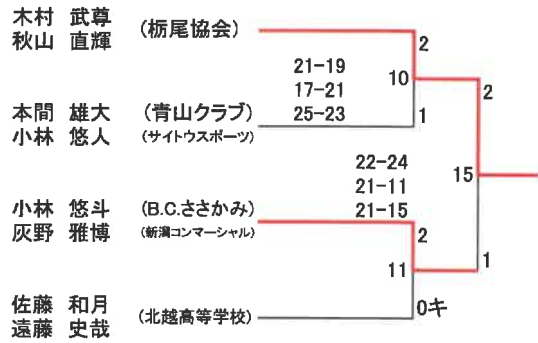 木村 武尊
秋山 直輝
(栃尾協会)
2
21-19
17-21
25-23
10
2
本間 雄大
小林 悠人
(青山クラブ)
(サイトウスポーツ)
1
22-24
21-11
21-15
15
小林 悠斗
灰野 雅博
(B.C.ささかみ)
(新潟コンマーシャル)
2
11
1
佐藤 和月
遠藤 史哉
(北越高等学校)
0キ